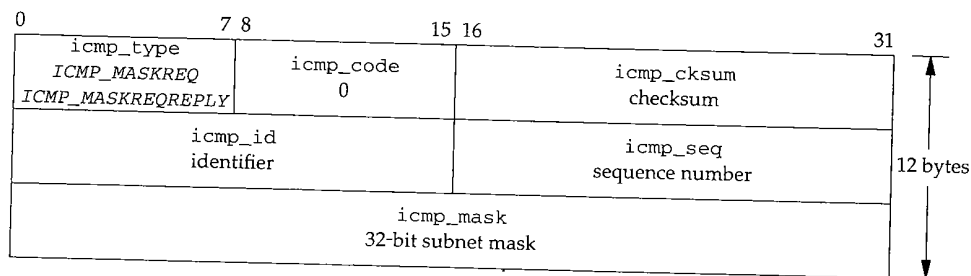 0 7 8 15 16 31
icmp_type
ICMP_MASKREQ
ICMP_MASKREQREPLY
icmp_code
0
icmp_cksum
checksum
icmp_id
identifier
icmp_seq
sequence number
12 bytes
icmp_mask
32-bit subnet mask